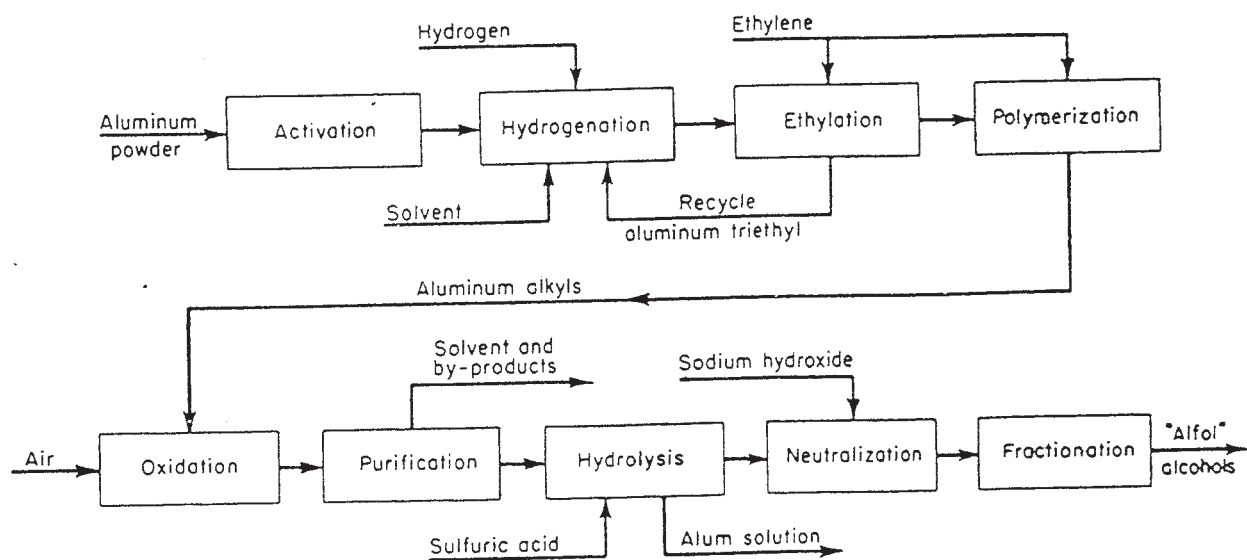 Hydrogen
Ethylene
Aluminum
powder
Activation
Hydrogenation
Ethylation
Polymerization
Solvent
Recycle
aluminum triethyl
Aluminum alkyls
Solvent and
by-products
Sodium hydroxide
Air
Oxidation
Purification
Hydrolysis
Neutralization
Fractionation
"Alfol"
alcohols
Sulfuric acid
Alum solution